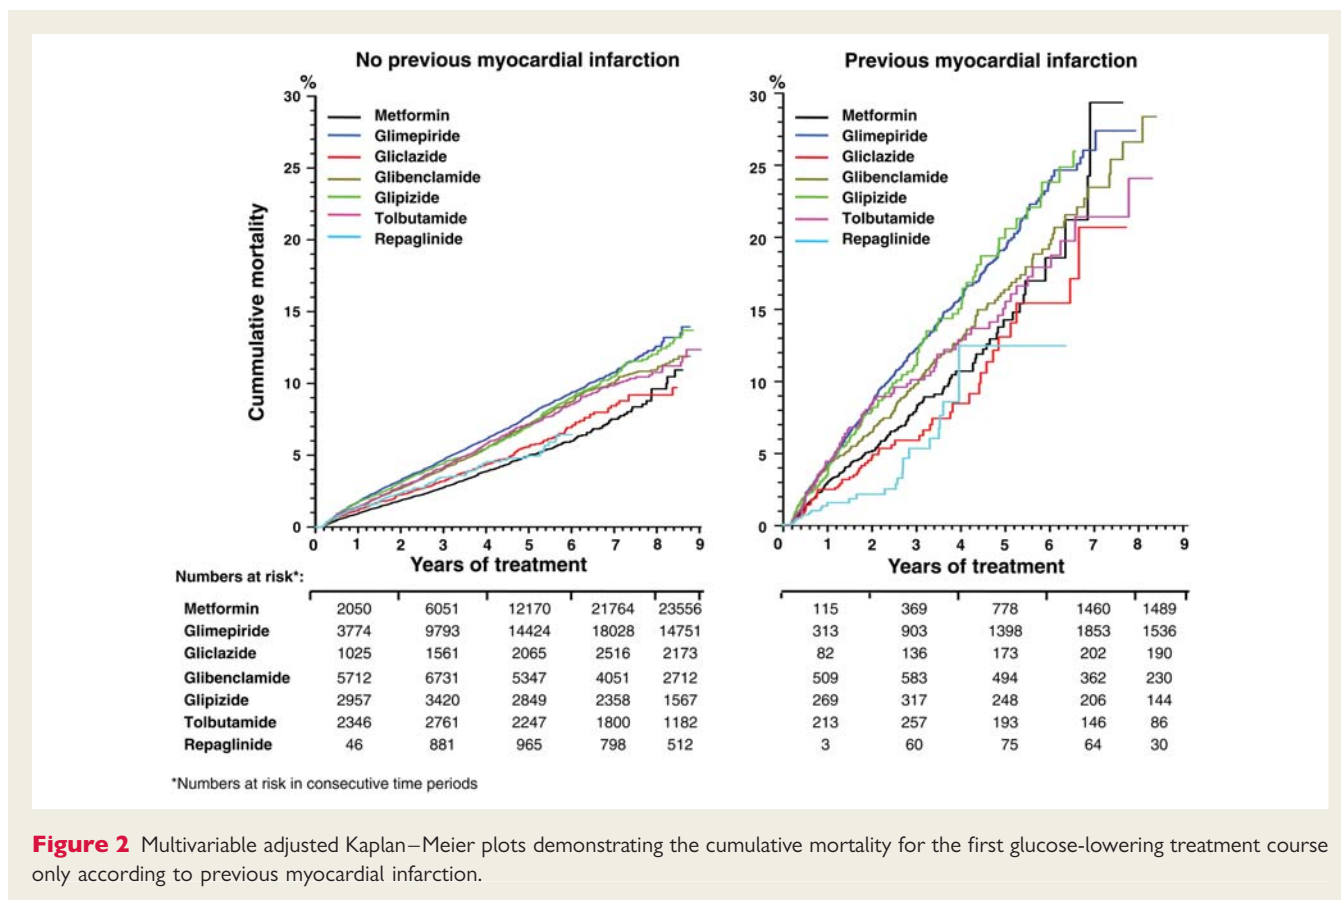 No previous myocardial infarction
%
30
25
20
15
10
5
0
Cummulative mortality
Metformin
Glimepiride
Gliclazide
Glibenclamide
Glipizide
Tolbutamide
Repaglinide
0 1 2 3 4 5 6 7 8 9
Years of treatment
Previous myocardial infarction
%
30
25
20
15
10
5
0
Metformin
Glimepiride
Gliclazide
Glibenclamide
Glipizide
Tolbutamide
Repaglinide
0 1 2 3 4 5 6 7 8 9
Years of treatment
Numbers at risk*:
Metformin 2050 6051 12170 21764 23556 115 369 778 1460 1489
Glimepiride 3774 9793 14424 18028 14751 313 903 1398 1853 1536
Gliclazide 1025 1561 2065 2516 2173 82 136 173 202 190
Glibenclamide 5712 6731 5347 4051 2712 509 583 494 362 230
Glipizide 2957 3420 2849 2358 1567 269 317 248 206 144
Tolbutamide 2346 2761 2247 1800 1182 213 257 193 146 86
Repaglinide 46 881 965 798 512 3 60 75 64 30
*Numbers at risk in consecutive time periods
Figure 2 Multivariable adjusted Kaplan–Meier plots demonstrating the cumulative mortality for the first glucose-lowering treatment course
only according to previous myocardial infarction.